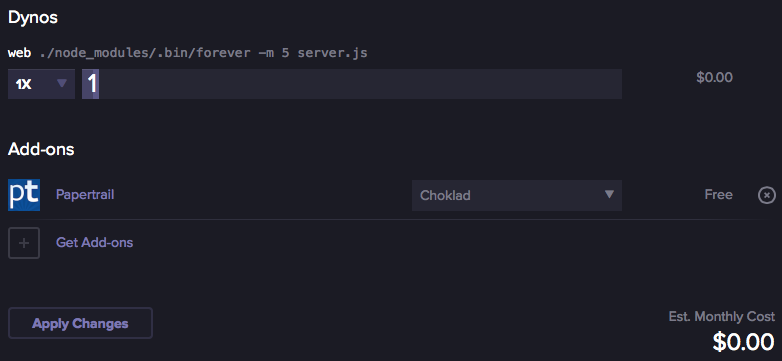 Dynos
web ./node_modules/.bin/forever -m 5 server.js
1X 1 $0.00
Add-ons
pt Papertrail Choklad Free
+ Get Add-ons
Apply Changes Est. Monthly Cost
$0.00